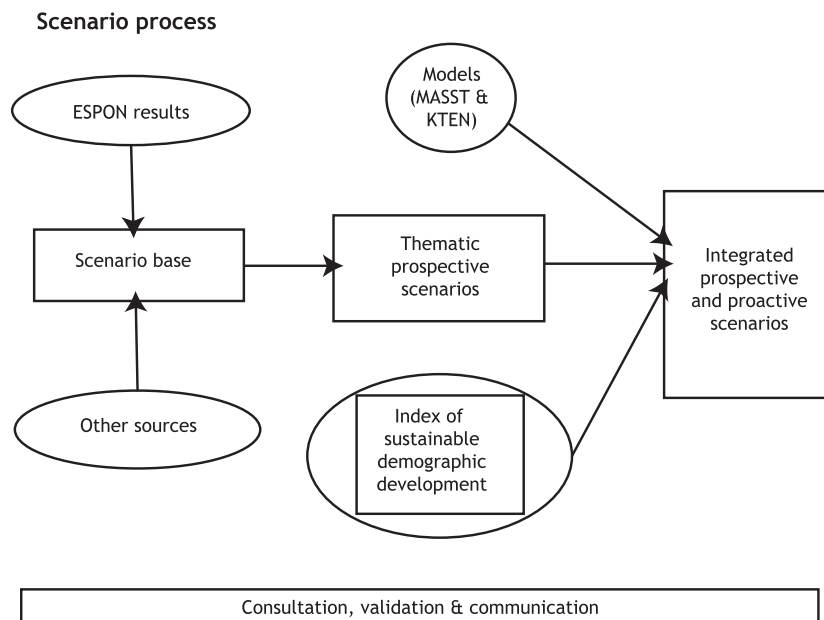 Scenario process
ESPON results
Models
(MASST &
KTEN)
Scenario base
Thematic
prospective
scenarios
Integrated
prospective
and proactive
scenarios
Other sources
Index of
sustainable
demographic
development
Consultation, validation & communication